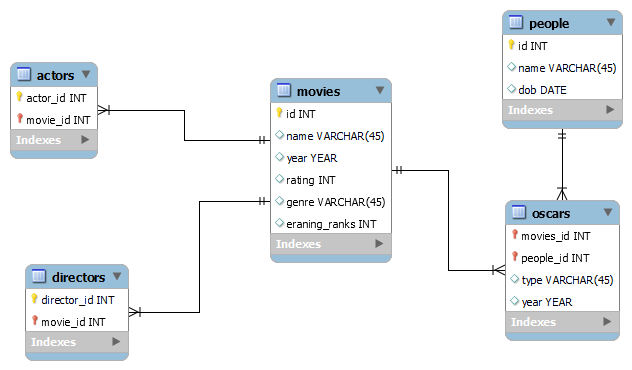 people
id INT
name VARCHAR(45)
dob DATE
Indexes
actors
actor_id INT
movie_id INT
Indexes
movies
id INT
name VARCHAR(45)
year YEAR
rating INT
genre VARCHAR(45)
eraning_ranks INT
Indexes
oscars
movies_id INT
people_id INT
type VARCHAR(45)
year YEAR
Indexes
directors
director_id INT
movie_id INT
Indexes